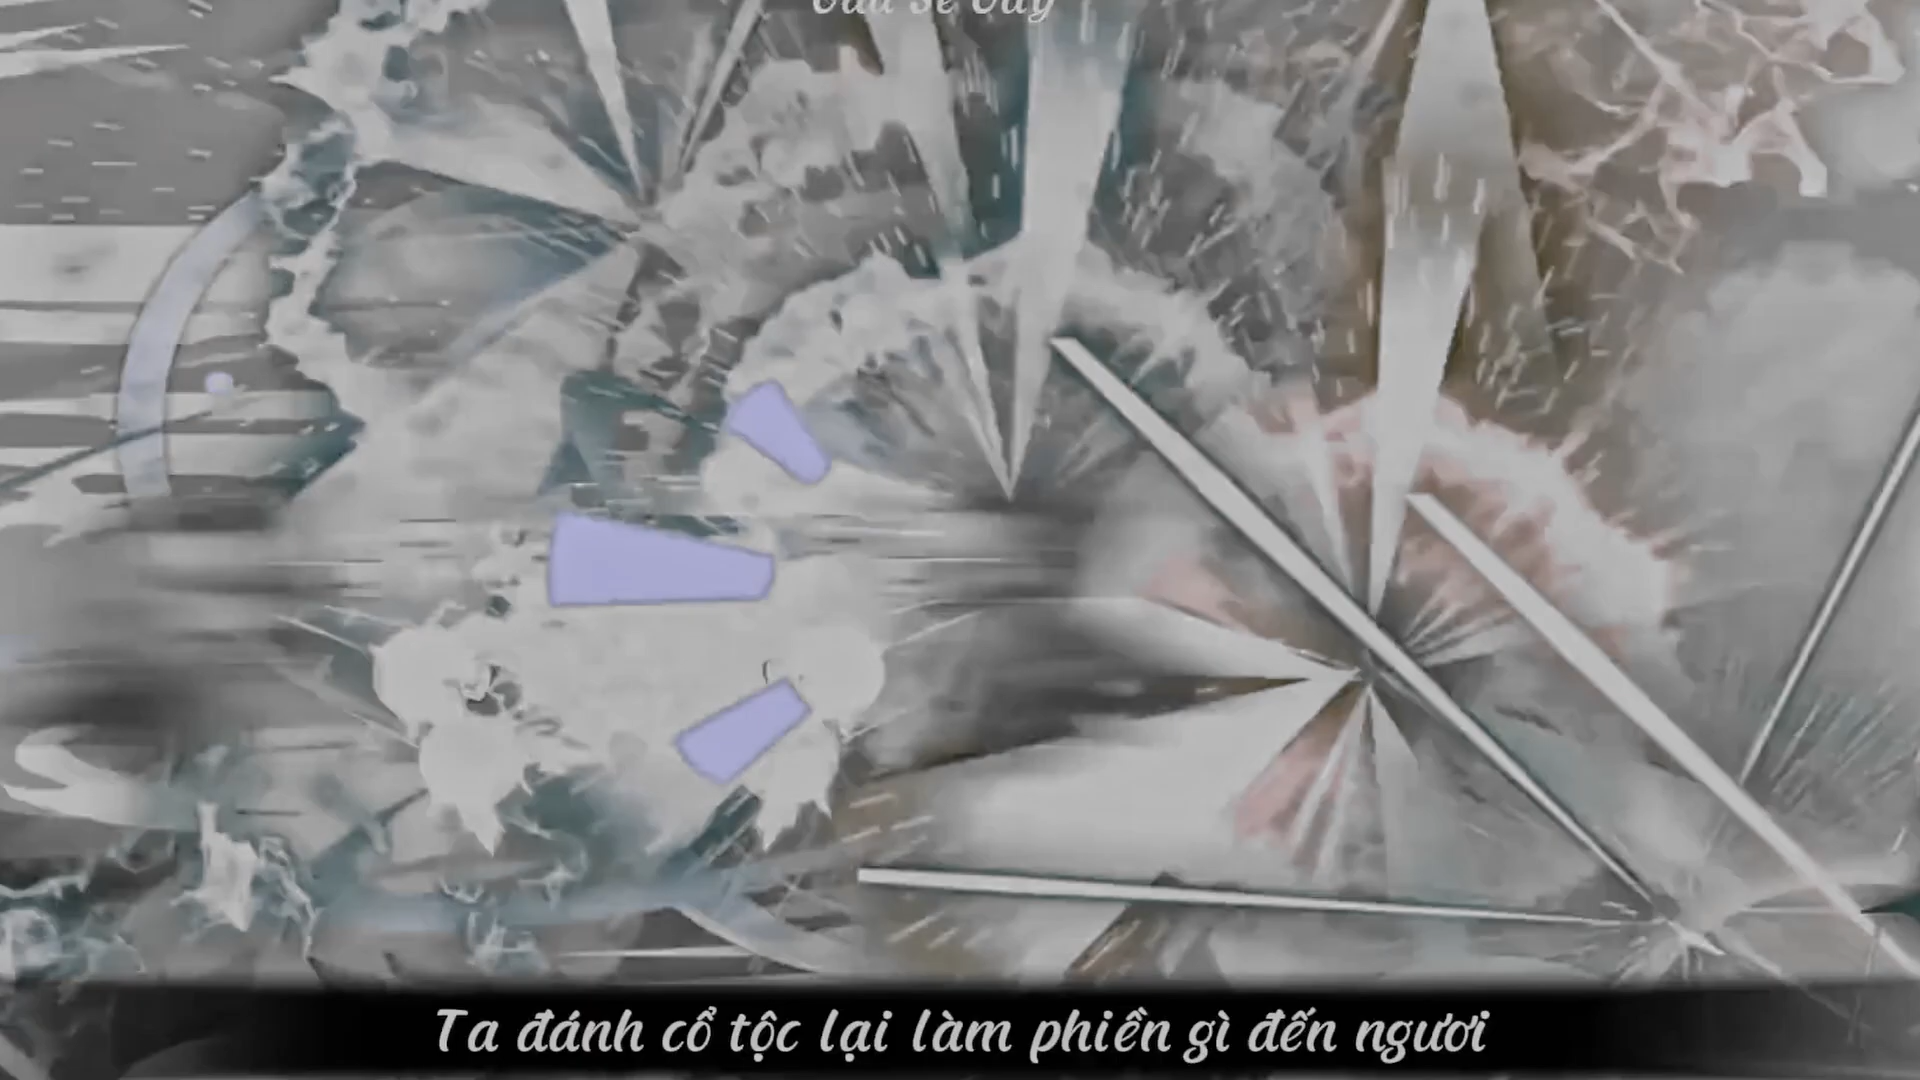 Ta đánh cổ tộc lại làm phiền gì đến ngươi